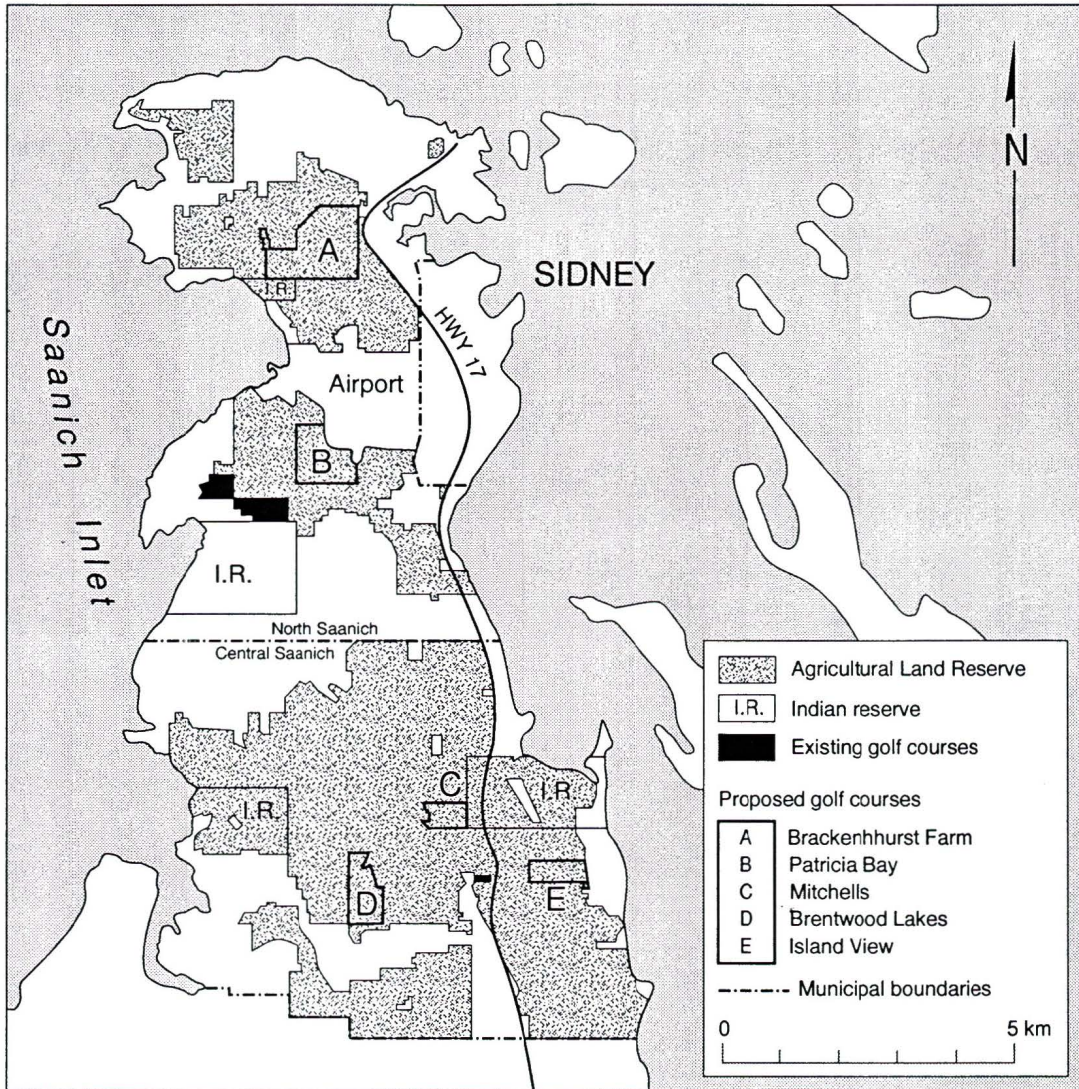 N
A
SIDNEY
I.R.
HWY 17
Saanich Inlet
Airport
B
I.R.
North Saanich
Central Saanich
C
I.R.
I.R.
D
E
Agricultural Land Reserve
I.R. Indian reserve
Existing golf courses
Proposed golf courses
A Brackenhhurst Farm
B Patricia Bay
C Mitchells
D Brentwood Lakes
E Island View
Municipal boundaries
0 5 km